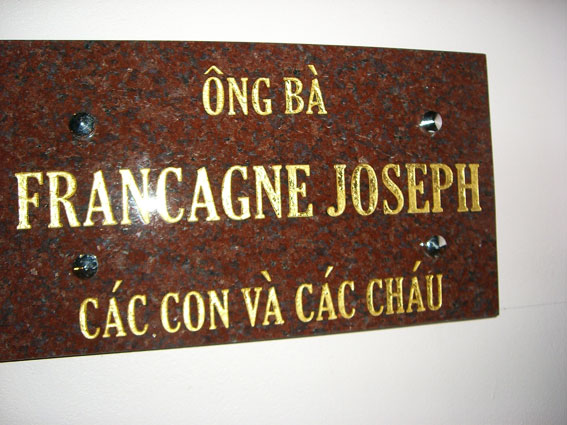 ÔNG BÀ
FRANCAGNE JOSEPH
CÁC CON VÀ CÁC CHÁU